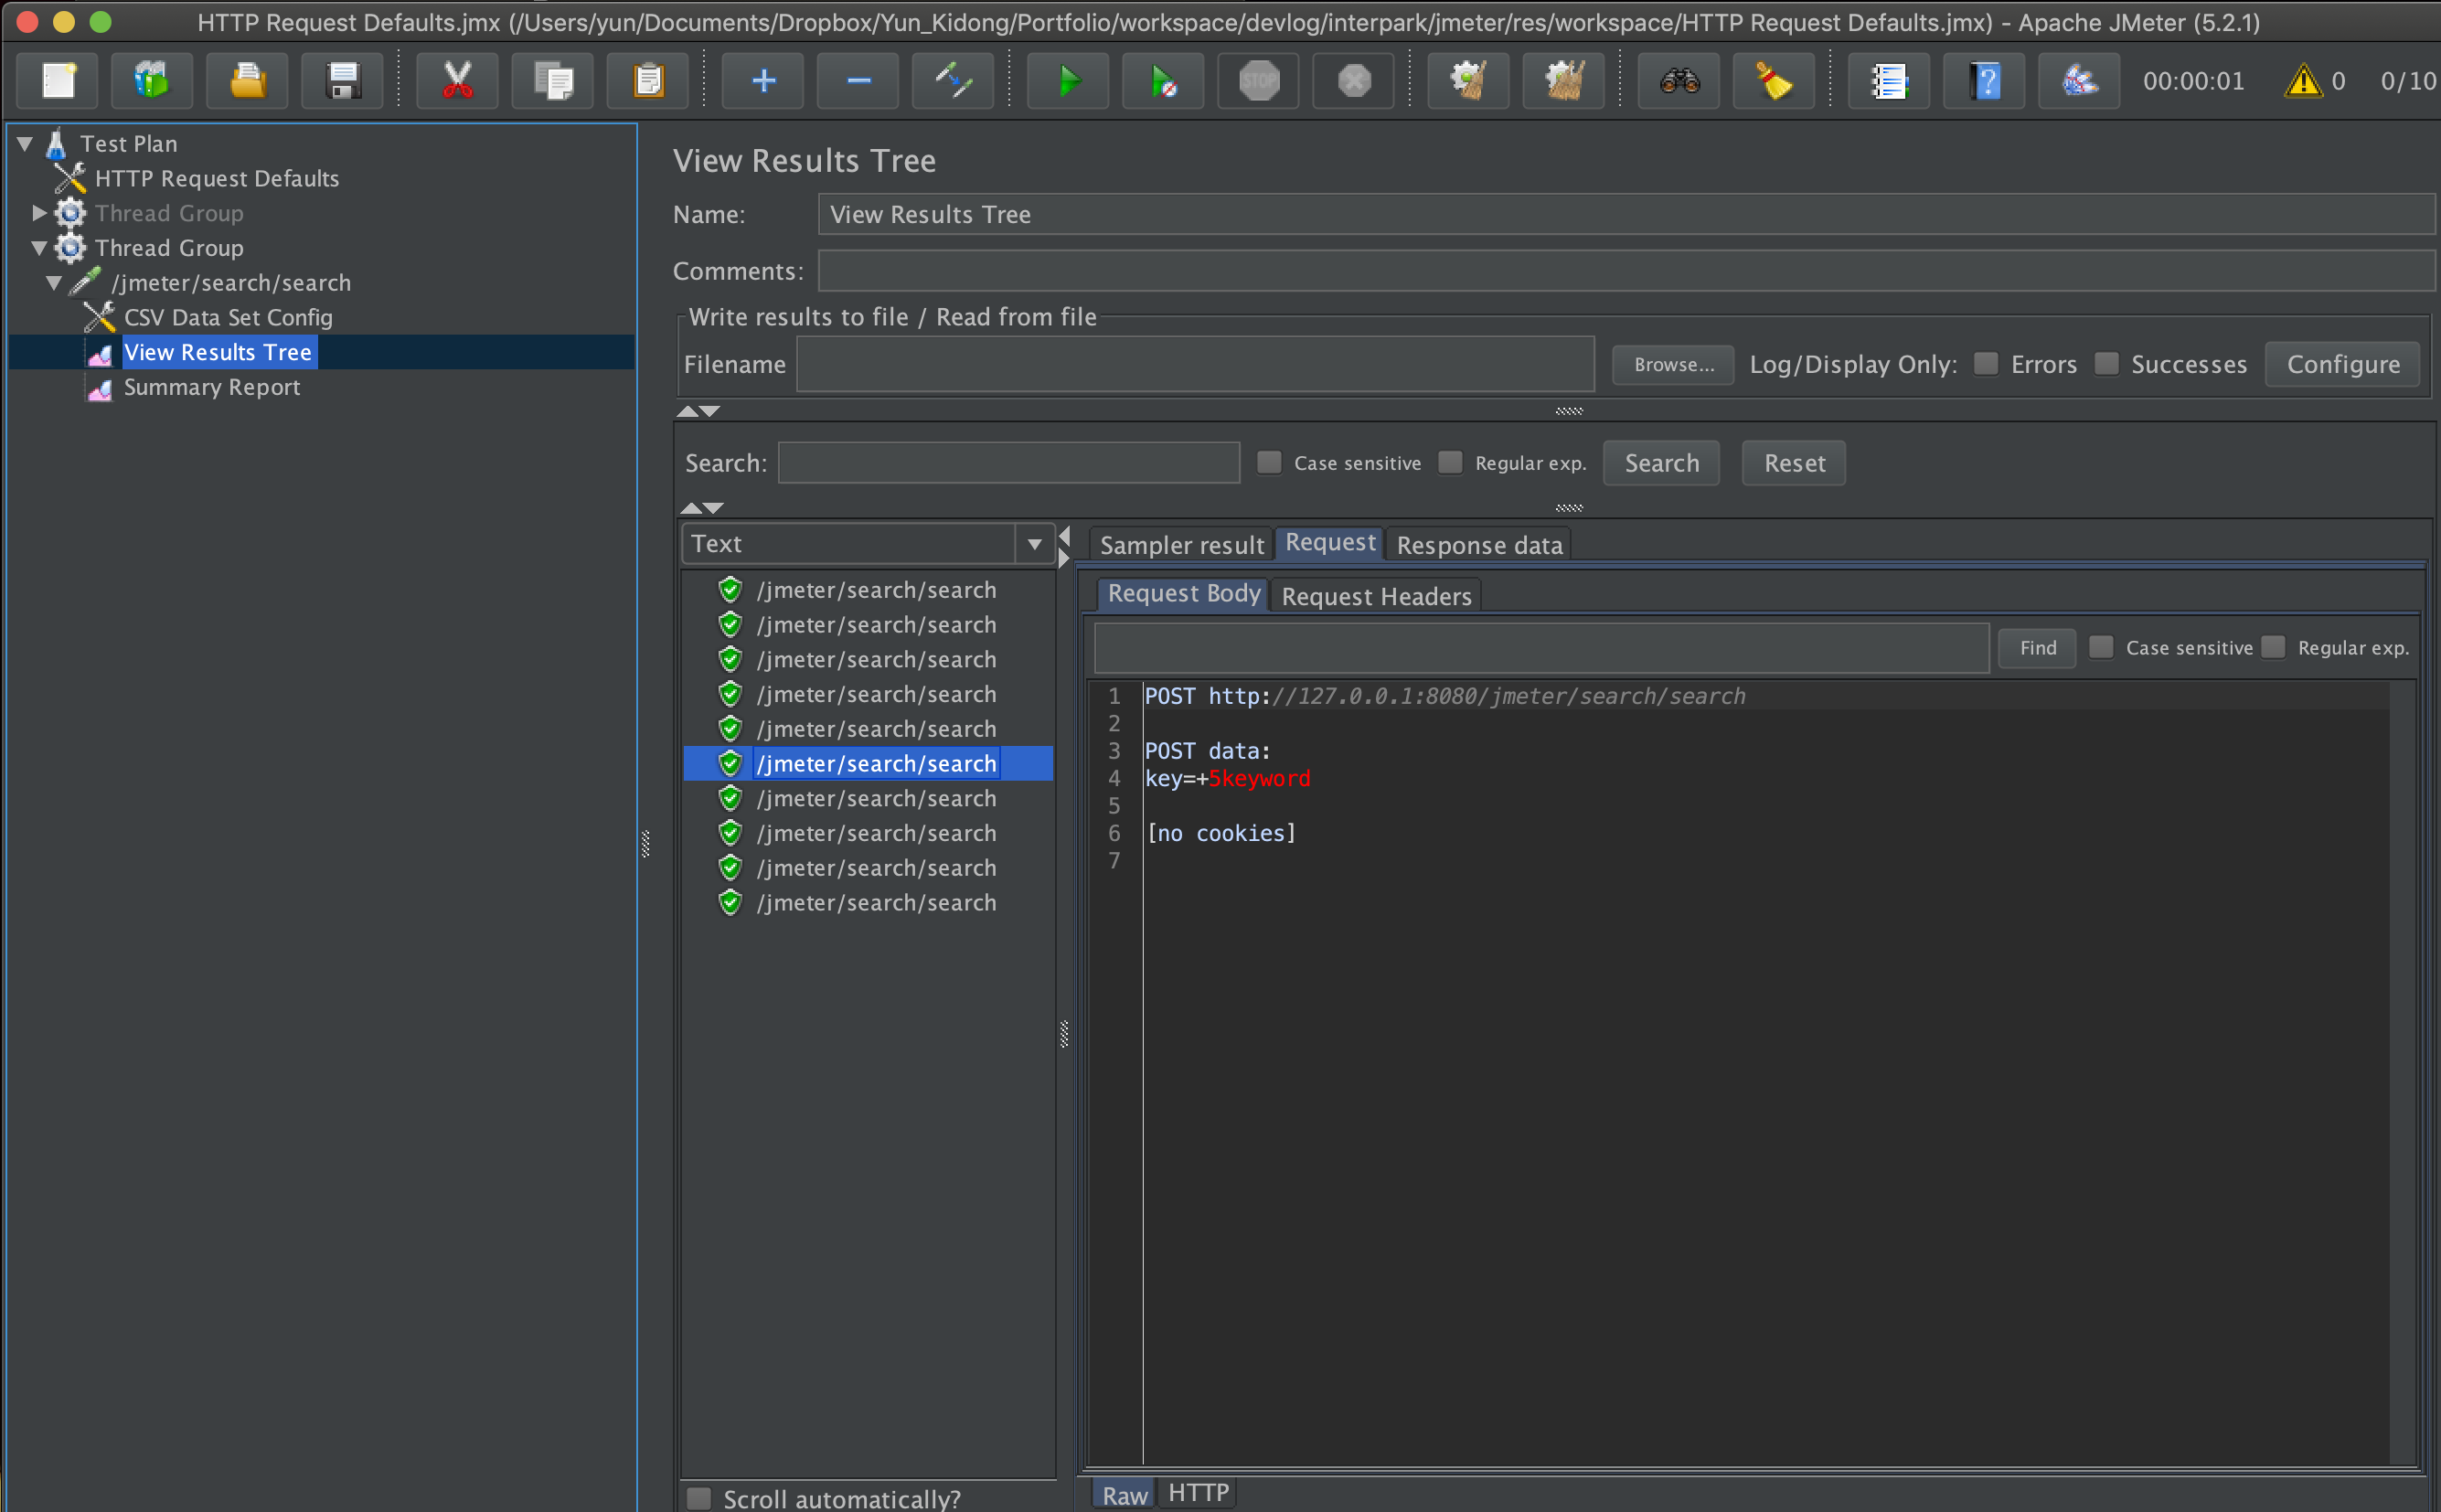 HTTP Request Defaults.jmx (/Users/yun/Documents/Dropbox/Yun_Kidong/Portfolio/workspace/devlog/interpark/jmeter/res/workspace/HTTP Request Defaults.jmx) - Apache JMeter (5.2.1)
STOP
00:00:01 0 0/10
Test Plan
HTTP Request Defaults
Thread Group
Thread Group
/jmeter/search/search
CSV Data Set Config
View Results Tree
Summary Report
View Results Tree
Name: View Results Tree
Comments:
Write results to file / Read from file
Filename Browse... Log/Display Only: Errors Successes Configure
Search: Case sensitive Regular exp. Search Reset
Text
/jmeter/search/search
/jmeter/search/search
/jmeter/search/search
/jmeter/search/search
/jmeter/search/search
/jmeter/search/search
/jmeter/search/search
/jmeter/search/search
/jmeter/search/search
/jmeter/search/search
Scroll automatically?
Sampler result Request Response data
Request Body Request Headers
Find Case sensitive Regular exp.
1 POST http://127.0.0.1:8080/jmeter/search/search
2
3 POST data:
4 key=+5keyword
5
6 [no cookies]
7
Raw HTTP